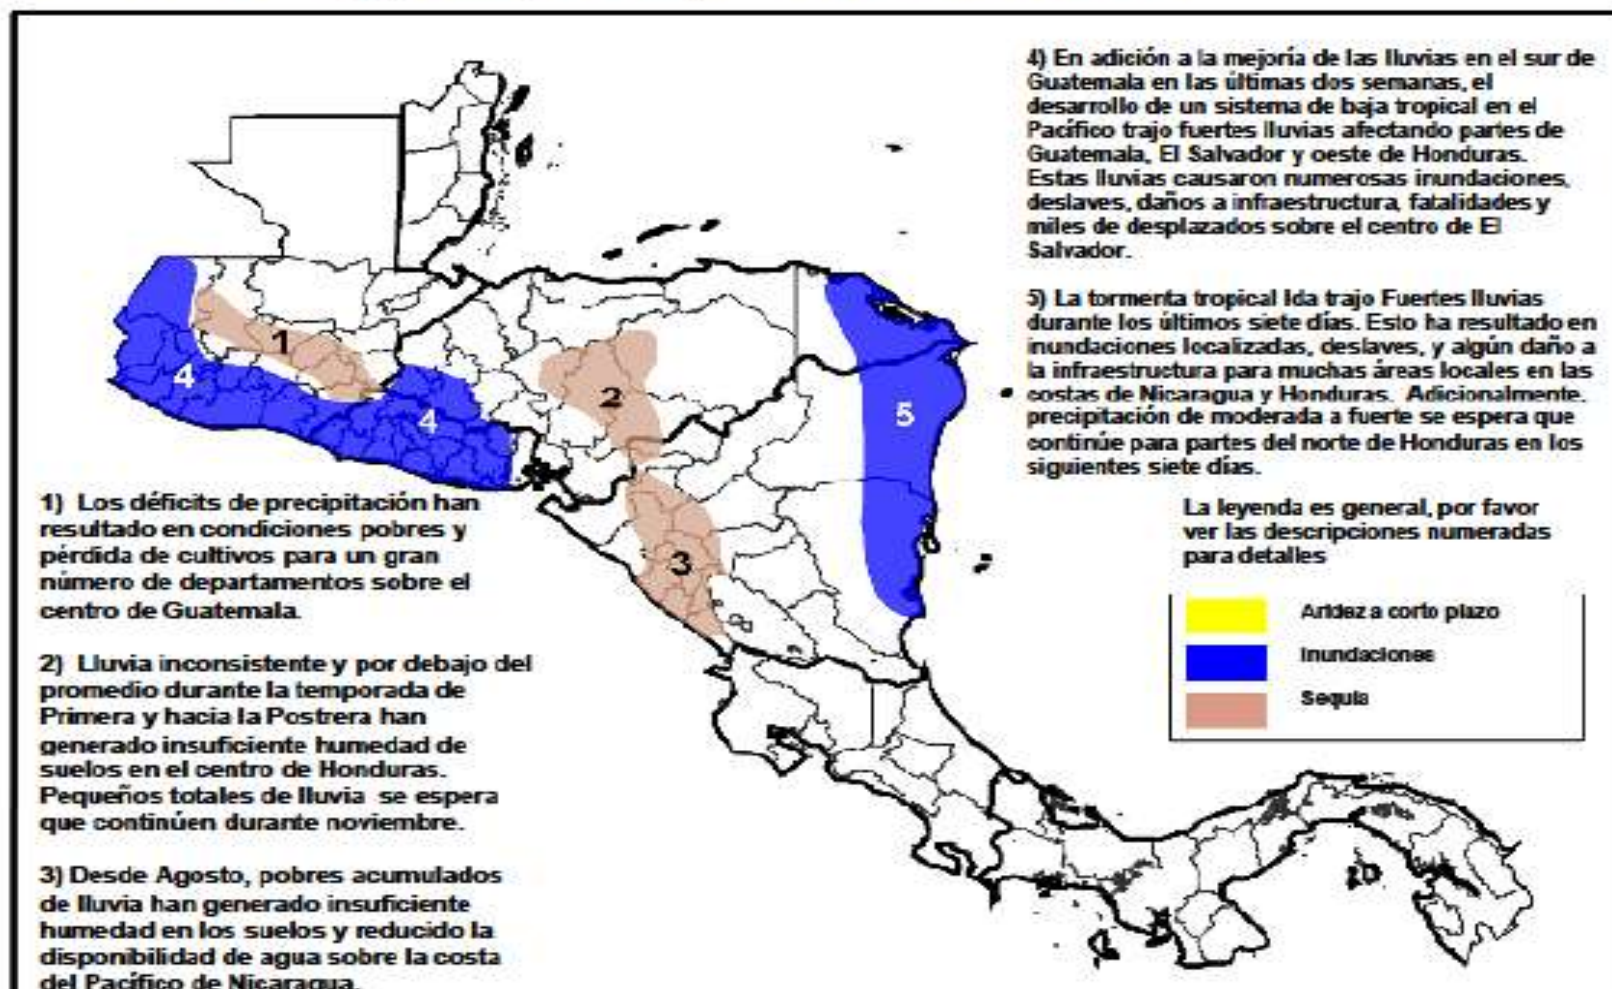 4) En adición a la mejoría de las lluvias en el sur de
Guatemala en las últimas dos semanas, el
desarrollo de un sistema de baja tropical en el
Pacífico trajo fuertes lluvias afectando partes de
Guatemala, El Salvador y oeste de Honduras.
Estas lluvias causaron numerosas inundaciones,
deslaves, daños a infraestructura, fatalidades y
miles de desplazados sobre el centro de El
Salvador.
5) La tormenta tropical Ida trajo Fuertes lluvias
durante los últimos siete días. Esto ha resultado en
inundaciones localizadas, deslaves, y algún daño a
la infraestructura para muchas áreas locales en las
costas de Nicaragua y Honduras. Adicionalmente,
precipitación de moderada a fuerte se espera que
continúe para partes del norte de Honduras en los
siguientes siete días.
1
2
3
4
4
5
1) Los déficits de precipitación han
resultado en condiciones pobres y
pérdida de cultivos para un gran
número de departamentos sobre el
centro de Guatemala.
2) Lluvia inconsistente y por debajo del
promedio durante la temporada de
Primera y hacia la Postrera han
generado insuficiente humedad de
suelos en el centro de Honduras.
Pequeños totales de lluvia se espera
que continúen durante noviembre.
3) Desde Agosto, pobres acumulados
de lluvia han generado insuficiente
humedad en los suelos y reducido la
disponibilidad de agua sobre la costa
del Pacífico de Nicaragua.
La leyenda es general, por favor
ver las descripciones numeradas
para detalles
Aridez a corto plazo
Inundaciones
Sequía